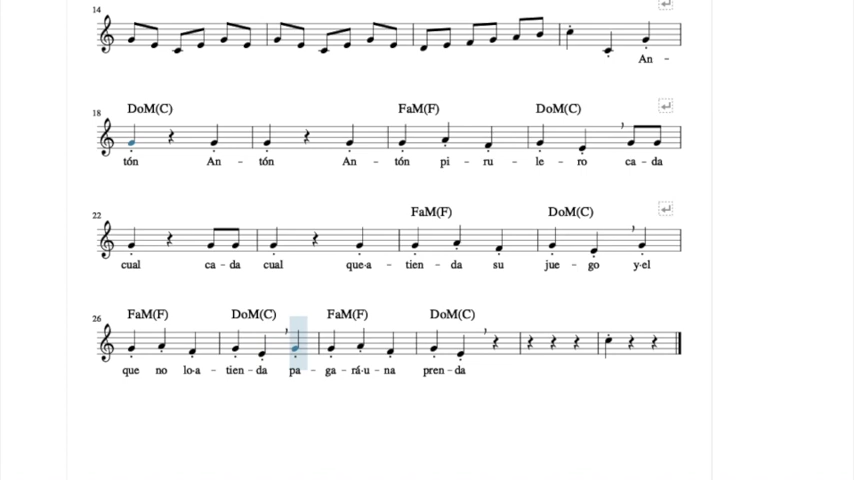 14
An -
DoM(C) FaM(F) DoM(C)
18
tón An - tón An - tón pi - ru - le - ro ca - da
FaM(F) DoM(C)
22
cual ca - da cual que·a - tien - da su jue - go y·el
FaM(F) DoM(C) FaM(F) DoM(C)
26
que no lo·a - tien - da pa - ga - rá·u - na pren - da